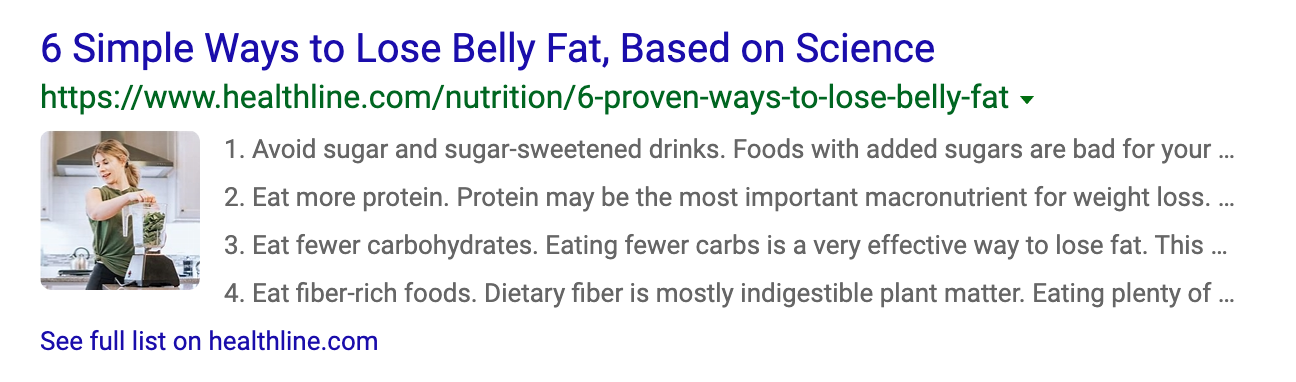 6 Simple Ways to Lose Belly Fat, Based on Science
https://www.healthline.com/nutrition/6-proven-ways-to-lose-belly-fat
1. Avoid sugar and sugar-sweetened drinks. Foods with added sugars are bad for your ...
2. Eat more protein. Protein may be the most important macronutrient for weight loss. ...
3. Eat fewer carbohydrates. Eating fewer carbs is a very effective way to lose fat. This ...
4. Eat fiber-rich foods. Dietary fiber is mostly indigestible plant matter. Eating plenty of ...
See full list on healthline.com